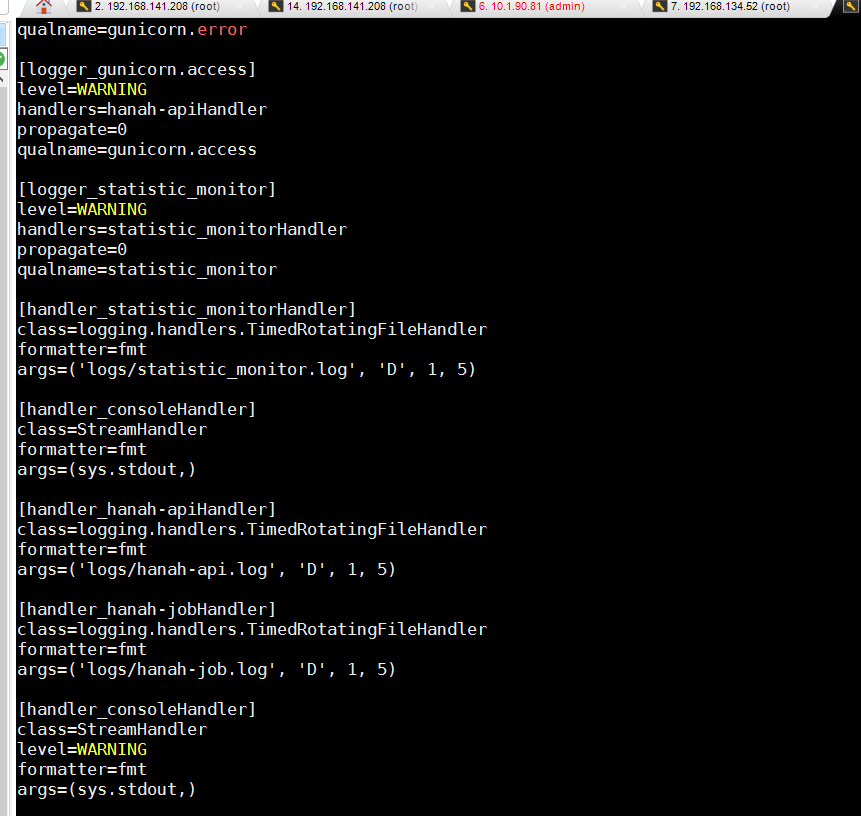 2. 192.168.141.208 (root)
14. 192.168.141.208 (root)
6. 10.1.90.81 (admin)
7. 192.168.134.52 (root)
qualname=gunicorn.error
[logger_gunicorn.access]
level=WARNING
handlers=hanah-apiHandler
propagate=0
qualname=gunicorn.access
[logger_statistic_monitor]
level=WARNING
handlers=statistic_monitorHandler
propagate=0
qualname=statistic_monitor
[handler_statistic_monitorHandler]
class=logging.handlers.TimedRotatingFileHandler
formatter=fmt
args=('logs/statistic_monitor.log', 'D', 1, 5)
[handler_consoleHandler]
class=StreamHandler
formatter=fmt
args=(sys.stdout,)
[handler_hanah-apiHandler]
class=logging.handlers.TimedRotatingFileHandler
formatter=fmt
args=('logs/hanah-api.log', 'D', 1, 5)
[handler_hanah-jobHandler]
class=logging.handlers.TimedRotatingFileHandler
formatter=fmt
args=('logs/hanah-job.log', 'D', 1, 5)
[handler_consoleHandler]
class=StreamHandler
level=WARNING
formatter=fmt
args=(sys.stdout,)